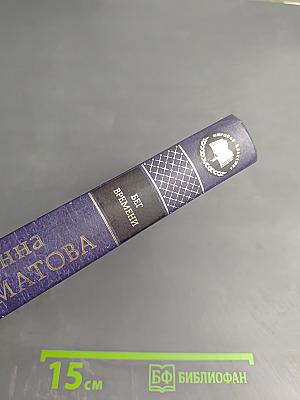 нна
МАТОВА
БЕГ
ВРЕМЕНИ
15 см
БФ БИБЛИОФАН